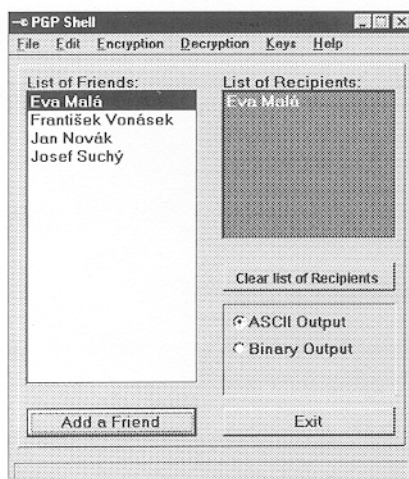 PGP Shell
File Edit Encryption Decryption Keys Help
List of Friends:
Eva Malá
František Vonásek
Jan Novák
Josef Suchý
List of Recipients:
Eva Malá
Clear list of Recipients
ASCII Output
Binary Output
Add a Friend
Exit